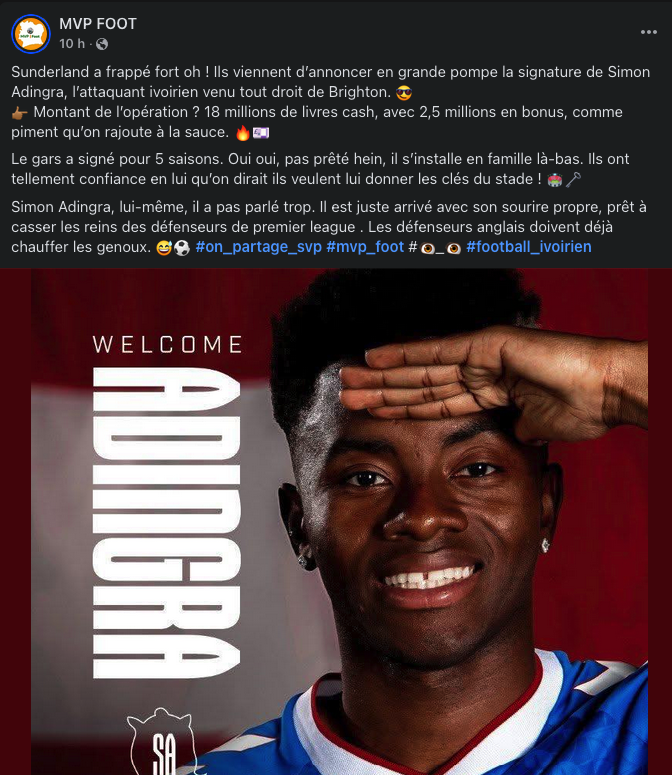 MVP FOOT
10 h ·
Sunderland a frappé fort oh ! Ils viennent d’annoncer en grande pompe la signature de Simon
Adingra, l’attaquant ivoirien venu tout droit de Brighton. 😎
👉🏾 Montant de l’opération ? 18 millions de livres cash, avec 2,5 millions en bonus, comme
piment qu’on rajoute à la sauce. 🔥💷
Le gars a signé pour 5 saisons. Oui oui, pas prêté hein, il s’installe en famille là-bas. Ils ont
tellement confiance en lui qu’on dirait ils veulent lui donner les clés du stade ! 🏟️🗝️
Simon Adingra, lui-même, il a pas parlé trop. Il est juste arrivé avec son sourire propre, prêt à
casser les reins des défenseurs de premier league . Les défenseurs anglais doivent déjà
chauffer les genoux. 😅⚽ #on_partage_svp #mvp_foot #👁️_👁️ #football_ivoirien
WELCOME
ADINGRA
SA